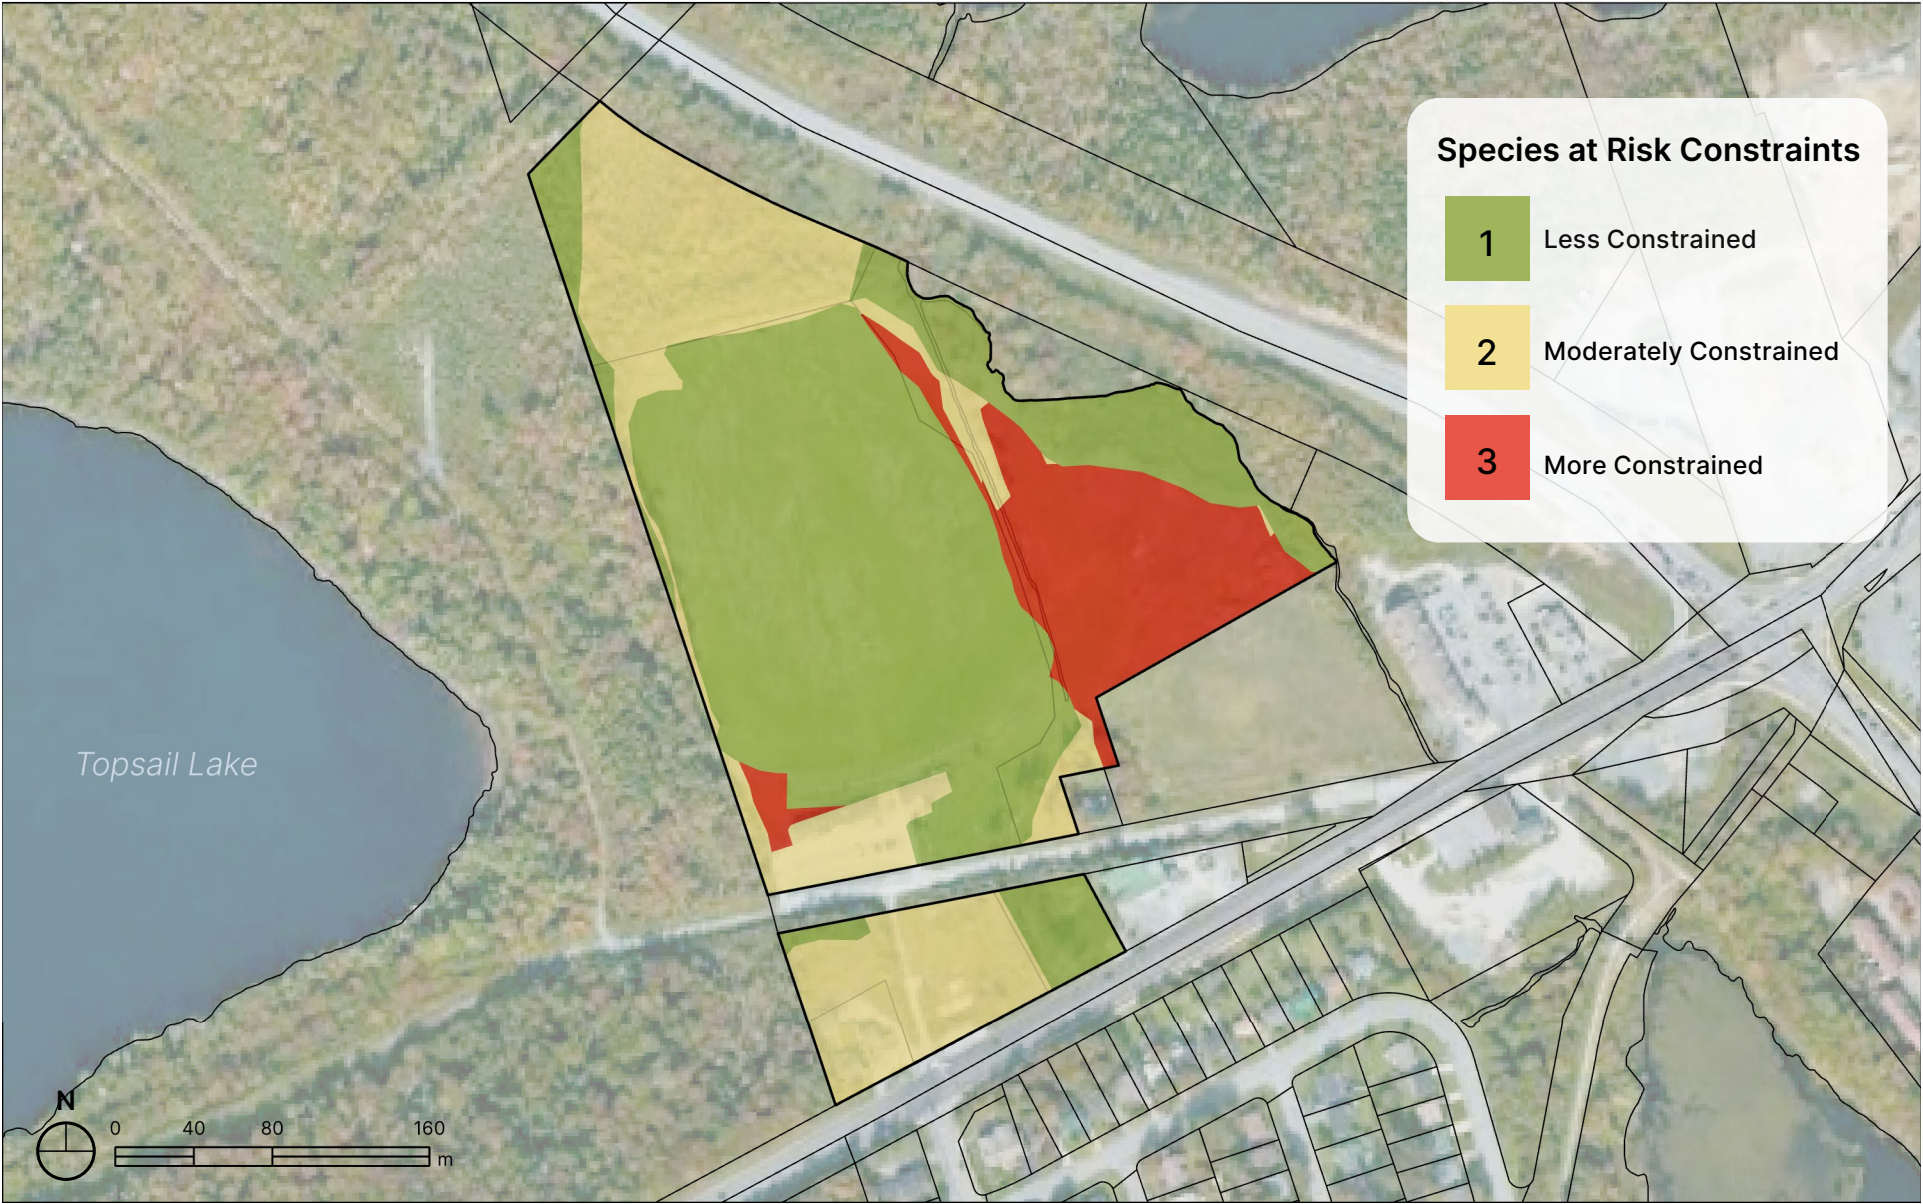 Species at Risk Constraints
1 Less Constrained
2 Moderately Constrained
3 More Constrained
Topsail Lake
N
0 40 80 160
m